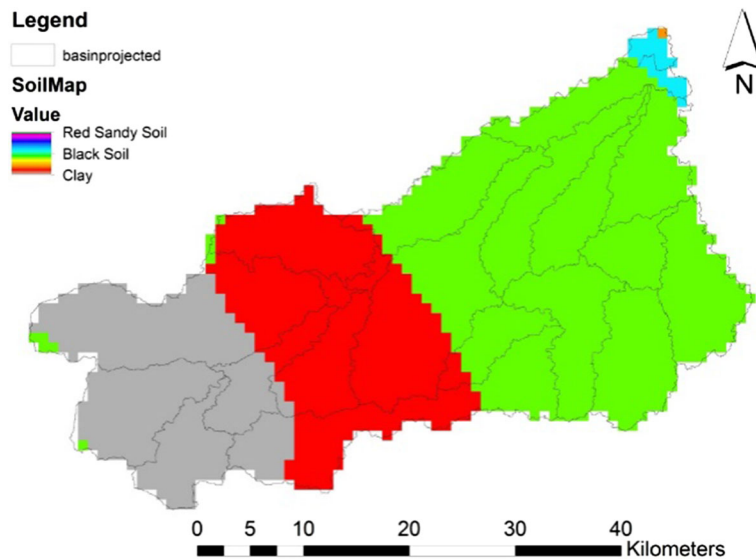 Legend
basinprojected
SoilMap
Value
Red Sandy Soil
Black Soil
Clay
N
0 5 10 20 30 40
Kilometers